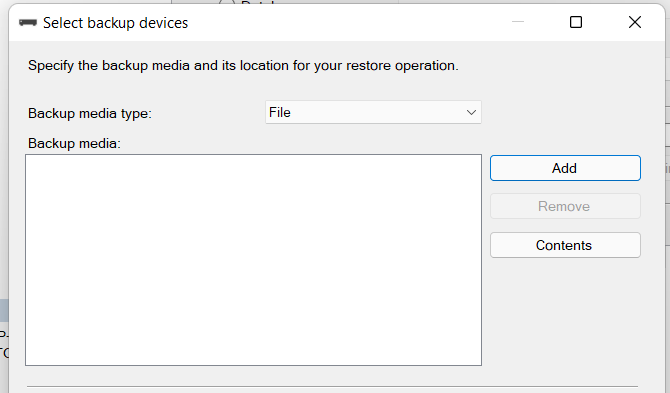 Select backup devices
Specify the backup media and its location for your restore operation.
Backup media type:
File
Backup media:
Add
Remove
Contents